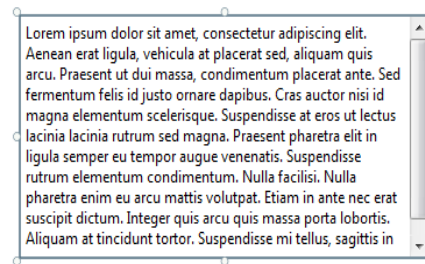 Lorem ipsum dolor sit amet, consectetur adipiscing elit.
Aenean erat ligula, vehicula at placerat sed, aliquam quis
arcu. Praesent ut dui massa, condimentum placerat ante. Sed
fermentum felis id justo ornare dapibus. Cras auctor nisi id
magna elementum scelerisque. Suspendisse at eros ut lectus
lacinia lacinia rutrum sed magna. Praesent pharetra elit in
ligula semper eu tempor augue venenatis. Suspendisse
rutrum elementum condimentum. Nulla facilisi. Nulla
pharetra enim eu arcu mattis volutpat. Etiam in ante nec erat
suscipit dictum. Integer quis arcu quis massa porta lobortis.
Aliquam at tincidunt tortor. Suspendisse mi tellus, sagittis in